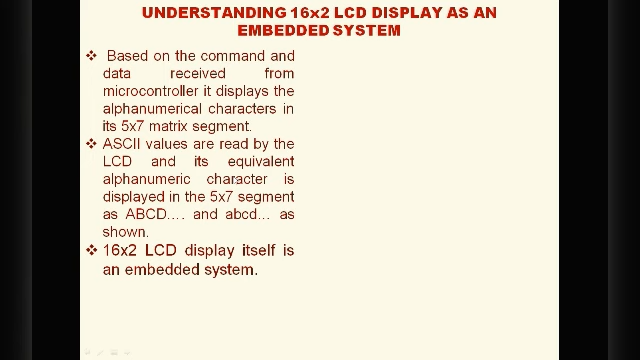 UNDERSTANDING 16x2 LCD DISPLAY AS AN
EMBEDDED SYSTEM
❖ Based on the command and
data received from
microcontroller it displays the
alphanumerical characters in
its 5x7 matrix segment.
❖ ASCII values are read by the
LCD and its equivalent
alphanumeric character is
displayed in the 5x7 segment
as ABCD…. and abcd… as
shown.
❖ 16x2 LCD display itself is
an embedded system.